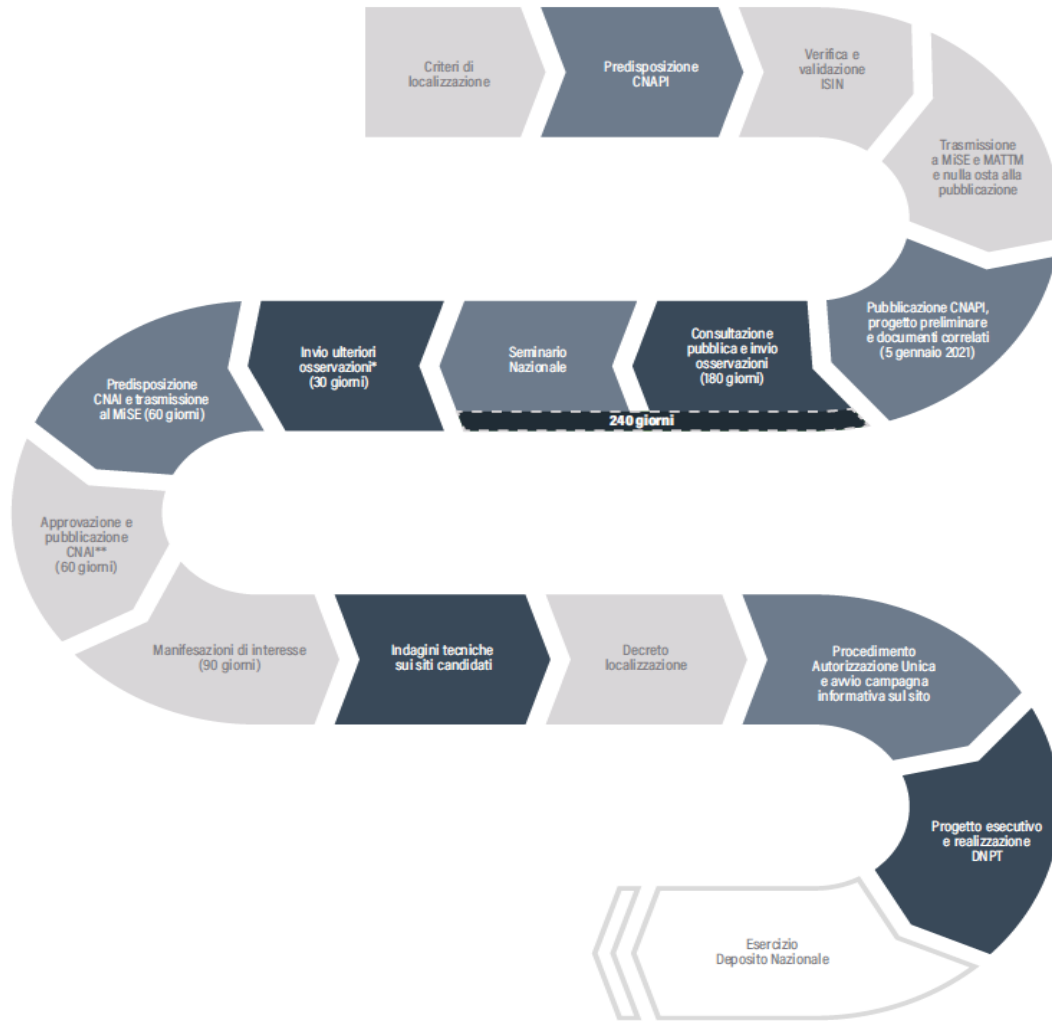 Criteri di
localizzazione
Predisposizione
CNAPI
Verifica e
validazione
ISIN
Trasmissione
a MiSE e MATTM
e nulla osta alla
pubblicazione
Pubblicazione CNAPI,
progetto preliminare
e documenti correlati
(5 gennaio 2021)
Consultazione
pubblica e invio
osservazioni
(180 giorni)
Seminario
Nazionale
240 giorni
Invio ulteriori
osservazioni*
(30 giorni)
Predisposizione
CNAI e trasmissione
al MiSE (60 giorni)
Approvazione e
pubblicazione
CNAI**
(60 giorni)
Manifesazioni di interesse
(90 giorni)
Indagini tecniche
sui siti candidati
Decreto
localizzazione
Procedimento
Autorizzazione Unica
e avvio campagna
informativa sul sito
Progetto esecutivo
e realizzazione
DNPT
Esercizio
Deposito Nazionale